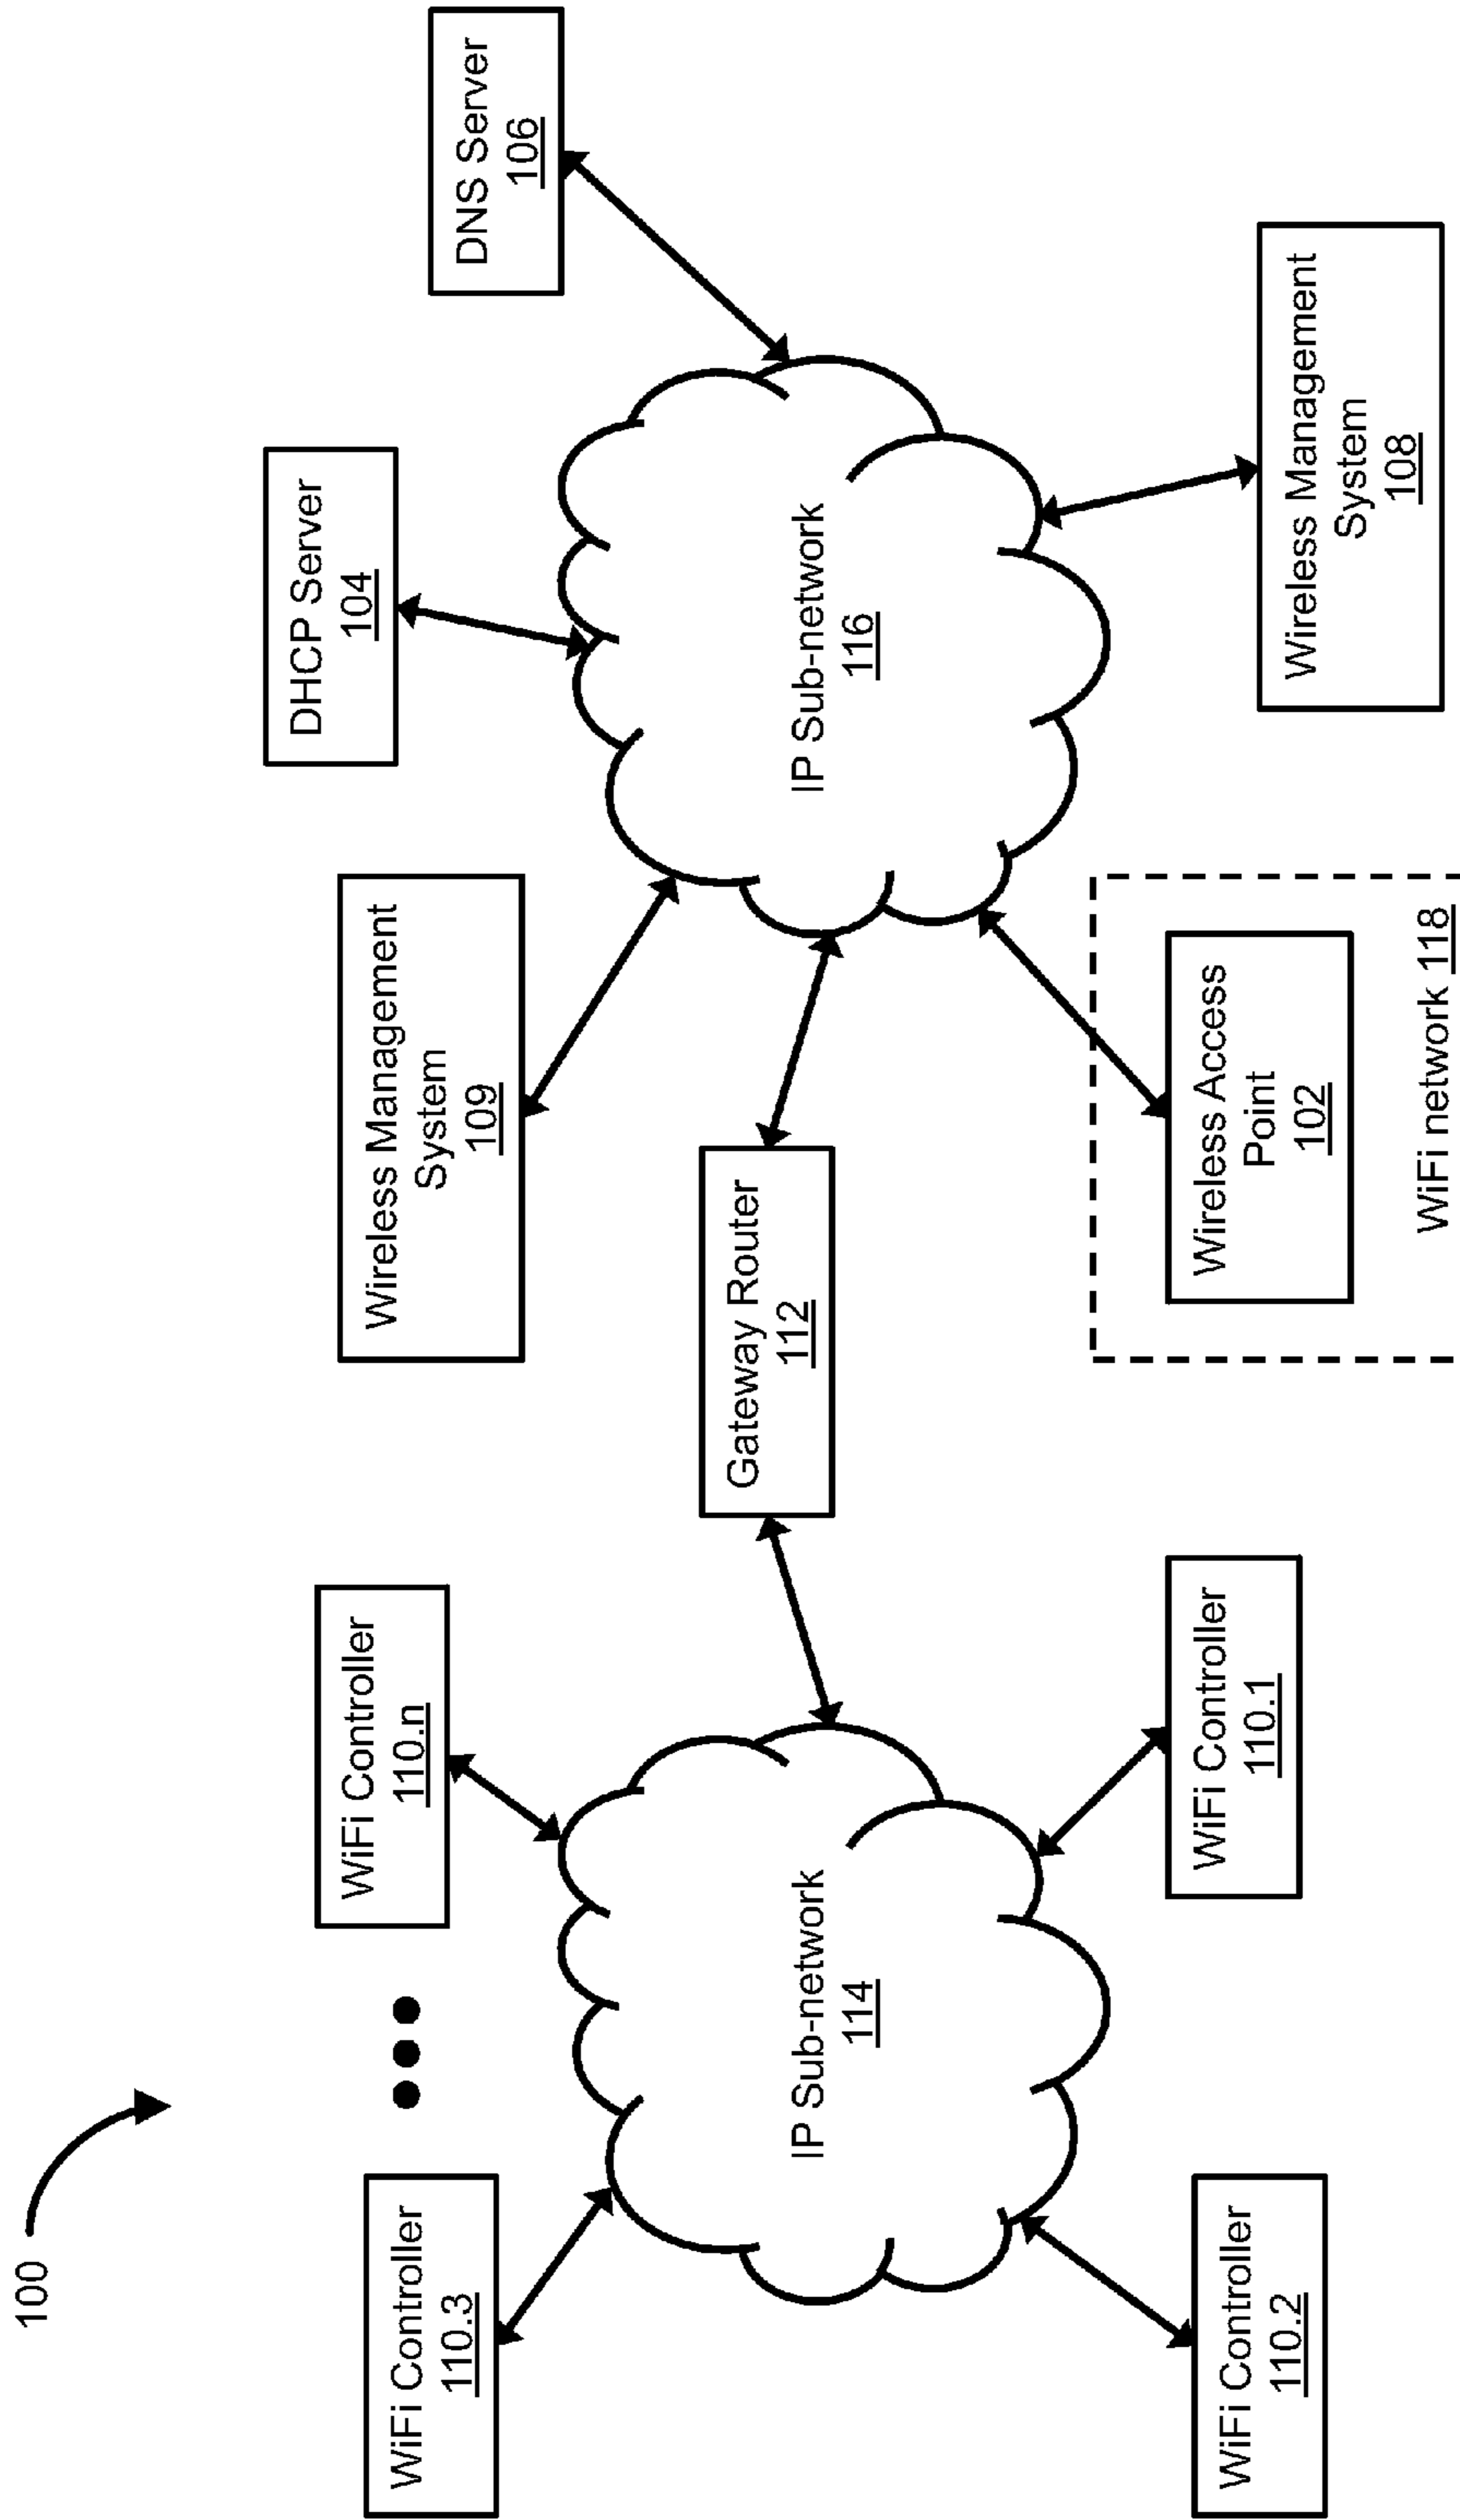 100
WiFi Controller
110.3
WiFi Controller
110.n
Wireless Management
System
109
DHCP Server
104
DNS Server
106
IP Sub-network
114
Gateway Router
112
IP Sub-network
116
WiFi Controller
110.2
WiFi Controller
110.1
Wireless Access
Point
102
WiFi network 118
Wireless Management
System
108